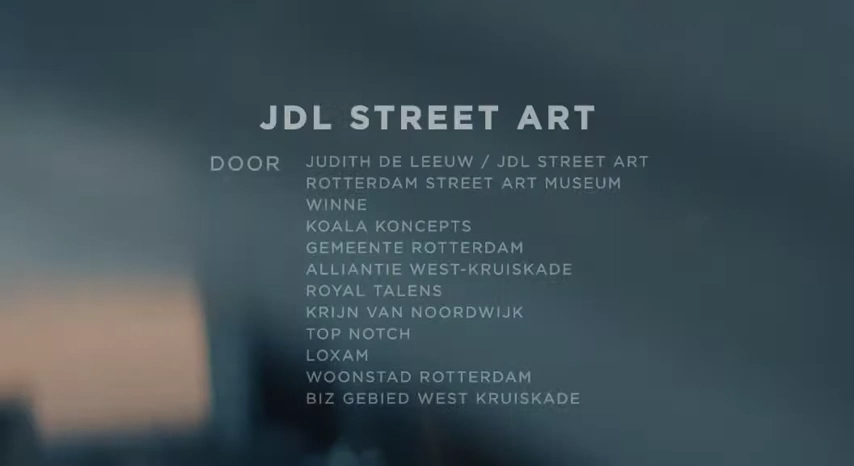 JDL STREET ART
DOOR JUDITH DE LEEUW / JDL STREET ART
ROTTERDAM STREET ART MUSEUM
WINNE
KOALA KONCEPTS
GEMEENTE ROTTERDAM
ALLIANTIE WEST-KRUISKADE
ROYAL TALENS
KRIJN VAN NOORDWIJK
TOP NOTCH
LOXAM
WOONSTAD ROTTERDAM
BIZ GEBIED WEST KRUISKADE